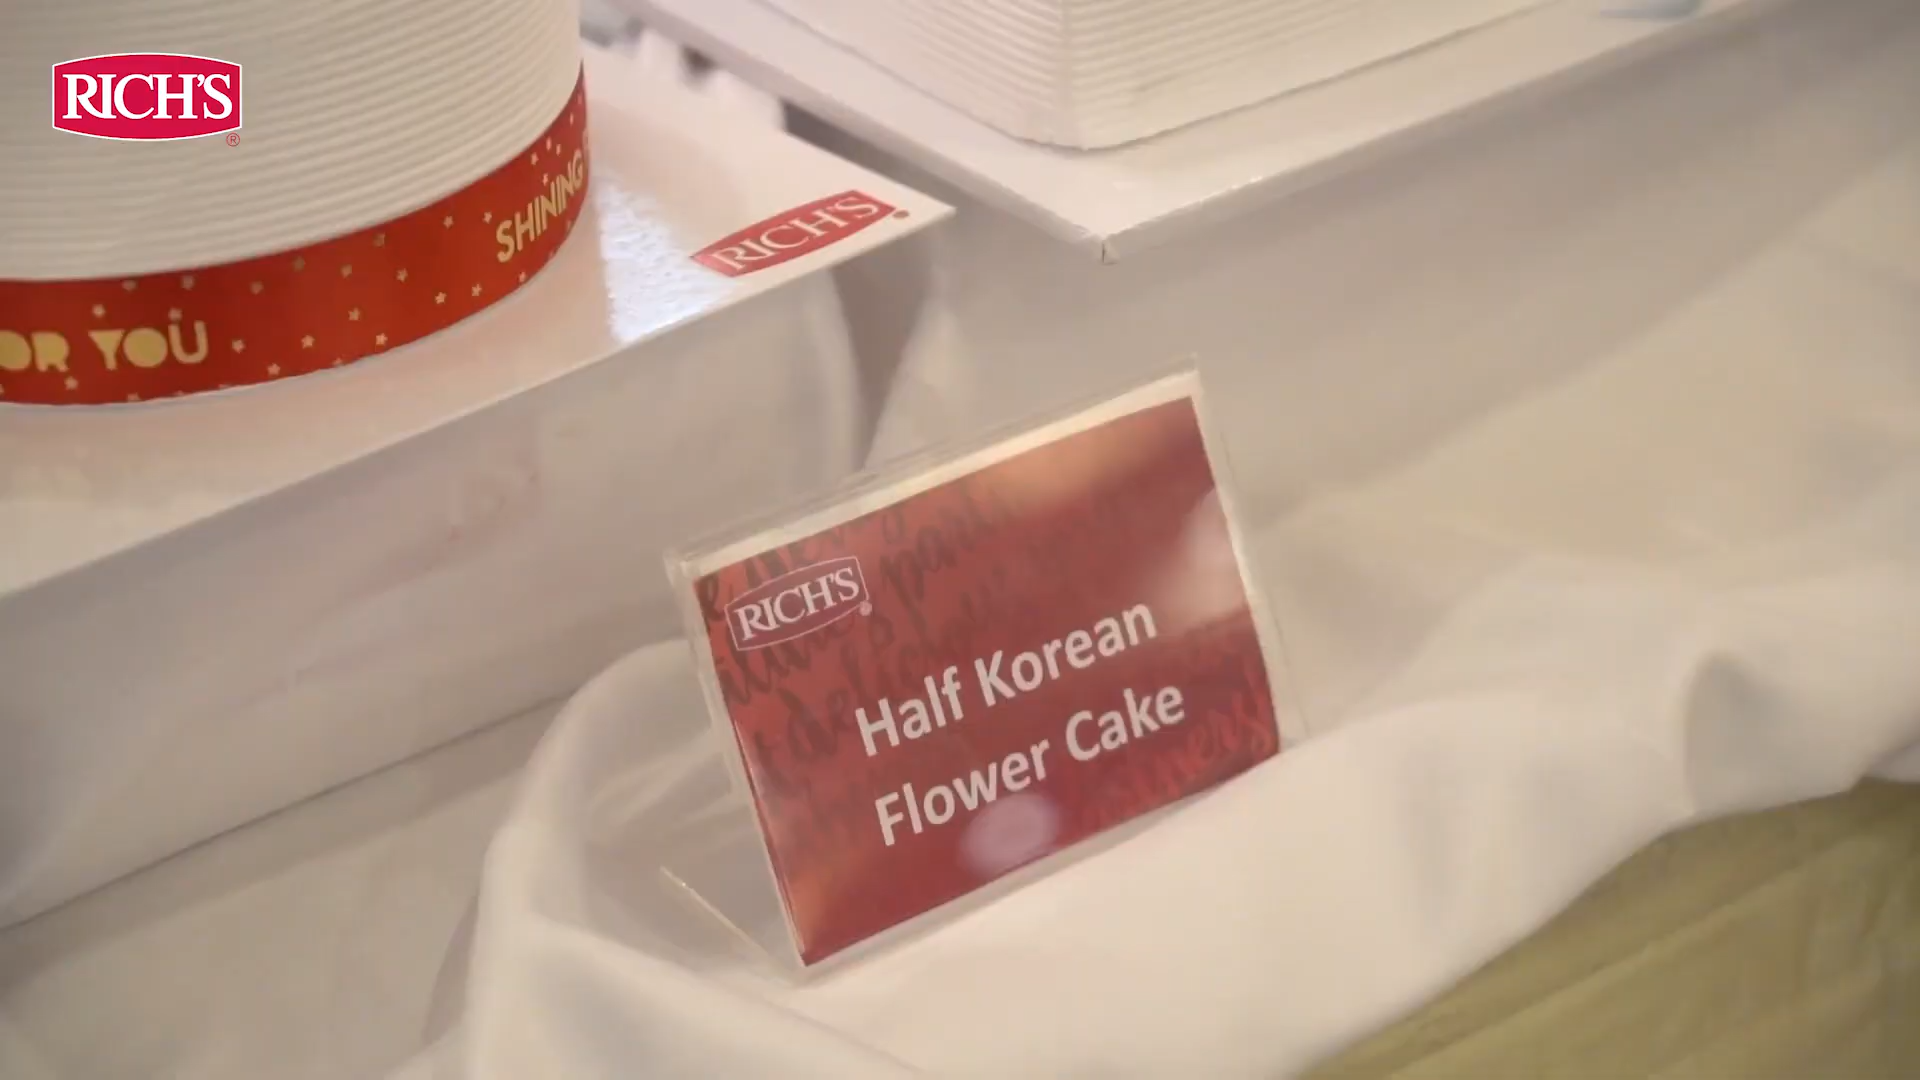 RICH'S
®
SHINING
OR YOU
RICH'S
RICH'S
Half Korean
Flower Cake